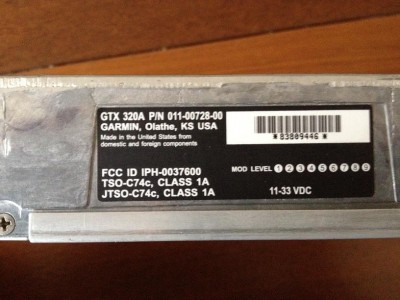 GTX 320A P/N 011-00728-00
GARMIN, Olathe, KS USA
Made in the United States from
domestic and foreign components
* 83809446 *
FCC ID IPH-0037600
TSO-C74c, CLASS 1A
JTSO-C74c, CLASS 1A
MOD LEVEL 1 2 3 4 5 6 7 8 9
11-33 VDC